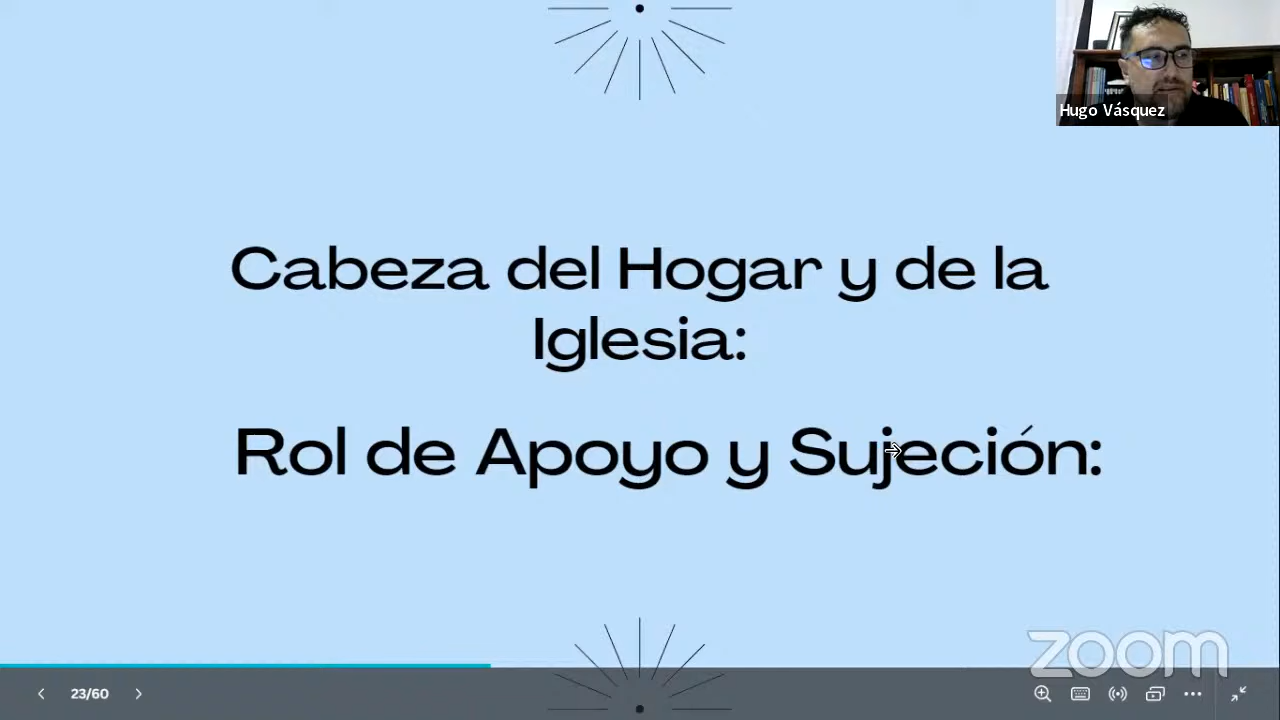 Hugo Vásquez
Cabeza del Hogar y de la
Iglesia:
Rol de Apoyo y Sujeción:
zoom
23/60